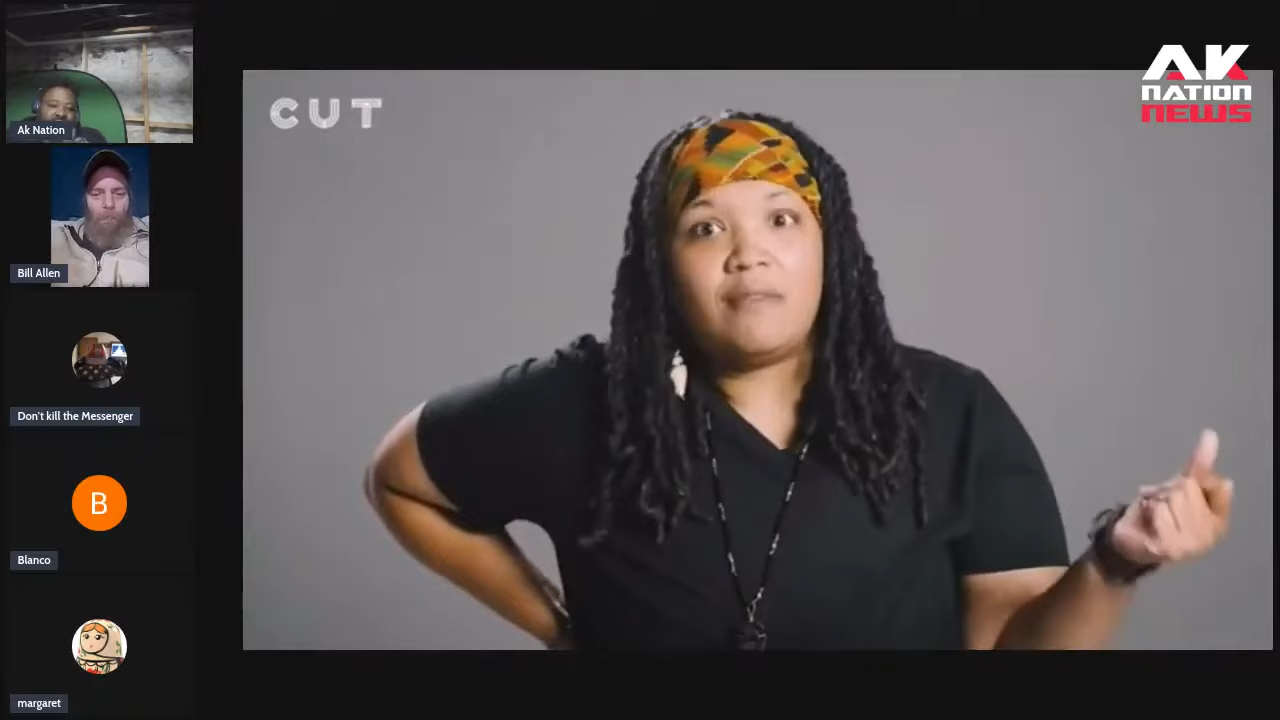 AK
NATION
NEWS
CUT
Ak Nation
Bill Allen
Don't kill the Messenger
B
Blanco
margaret